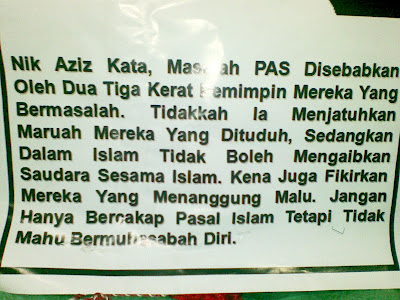 Nik Aziz Kata, Masalah PAS Disebabkan
Oleh Dua Tiga Kerat Pemimpin Mereka Yang
Bermasalah. Tidakkah Ia Menjatuhkan
Maruah Mereka Yang Dituduh, Sedangkan
Dalam Islam Tidak Boleh Mengaibkan
Saudara Sesama Islam. Kena Juga Fikirkan
Mereka Yang Menanggung Malu. Jangan
Hanya Bercakap Pasal Islam Tetapi Tidak
Mahu Bermuhasabah Diri.